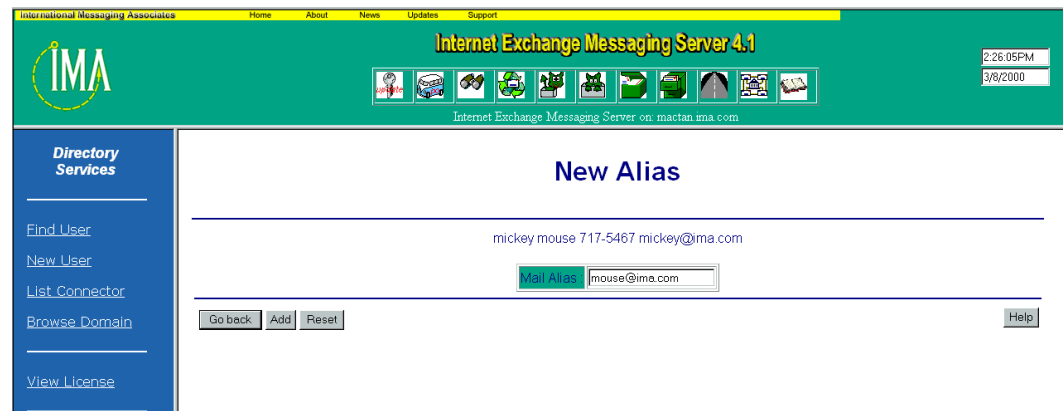 International Messaging Associates Home About News Updates Support
IMA
Internet Exchange Messaging Server 4.1
update
Internet Exchange Messaging Server on: mactan.ima.com
2:26:05PM
3/8/2000
Directory
Services
Find User
New User
List Connector
Browse Domain
View License
New Alias
mickey mouse 717-5467 mickey@ima.com
Mail Alias : mouse@ima.com
Go back Add Reset Help